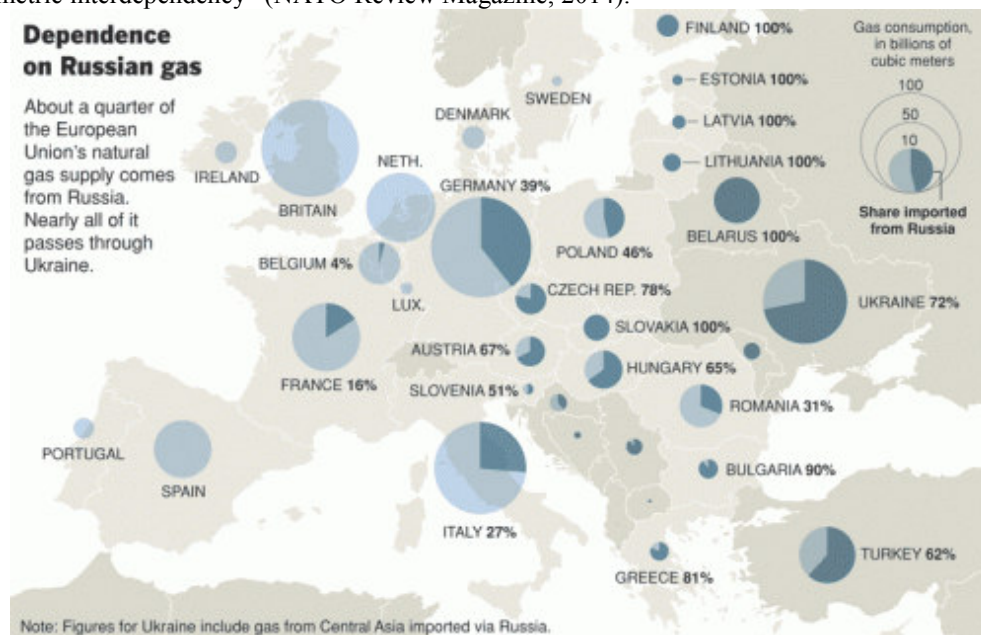 metric interdependency” (NATO Review Magazine, 2014).
Dependence
on Russian gas
About a quarter of
the European
Union's natural
gas supply comes
from Russia.
Nearly all of it
passes through
Ukraine.
Gas consumption,
in billions of
cubic meters
100
50
10
Share imported
from Russia
FINLAND 100%
ESTONIA 100%
SWEDEN
DENMARK
LATVIA 100%
NETH.
LITHUANIA 100%
IRELAND
GERMANY 39%
BRITAIN
BELARUS 100%
POLAND 46%
BELGIUM 4%
CZECH REP. 78%
LUX.
UKRAINE 72%
SLOVAKIA 100%
AUSTRIA 67%
HUNGARY 65%
FRANCE 16%
SLOVENIA 51%
ROMANIA 31%
PORTUGAL
BULGARIA 90%
SPAIN
ITALY 27%
TURKEY 62%
GREECE 81%
Note: Figures for Ukraine include gas from Central Asia imported via Russia.